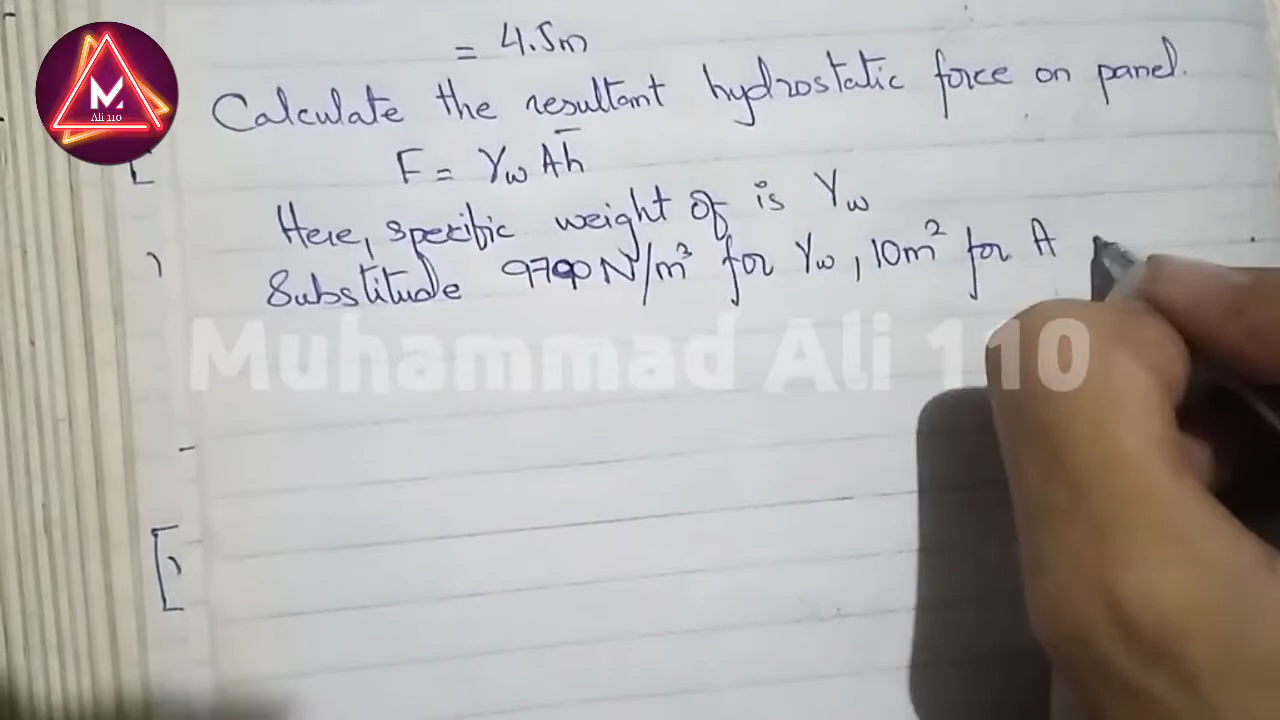 = 4.5m
Calculate the resultant hydrostatic force on panel.
F = γw Ah̄
Here, specific weight of is γw
Substitude 9790 N/m³ for γw, 10m² for A
M
Ali 110
Muhammad Ali 110